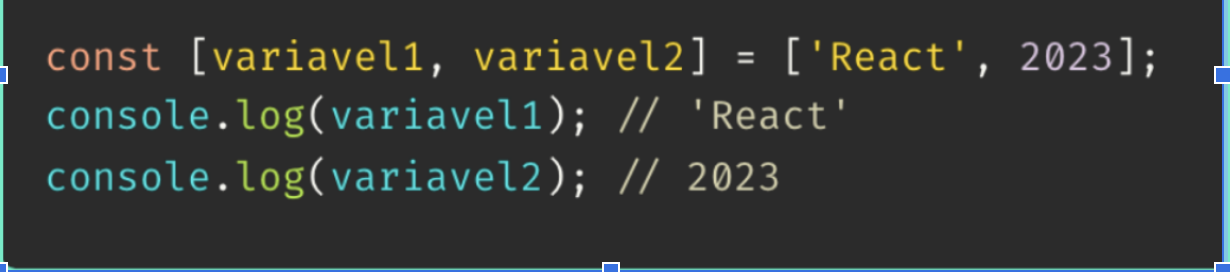 const [variavel1, variavel2] = ['React', 2023];
console.log(variavel1); // 'React'
console.log(variavel2); // 2023